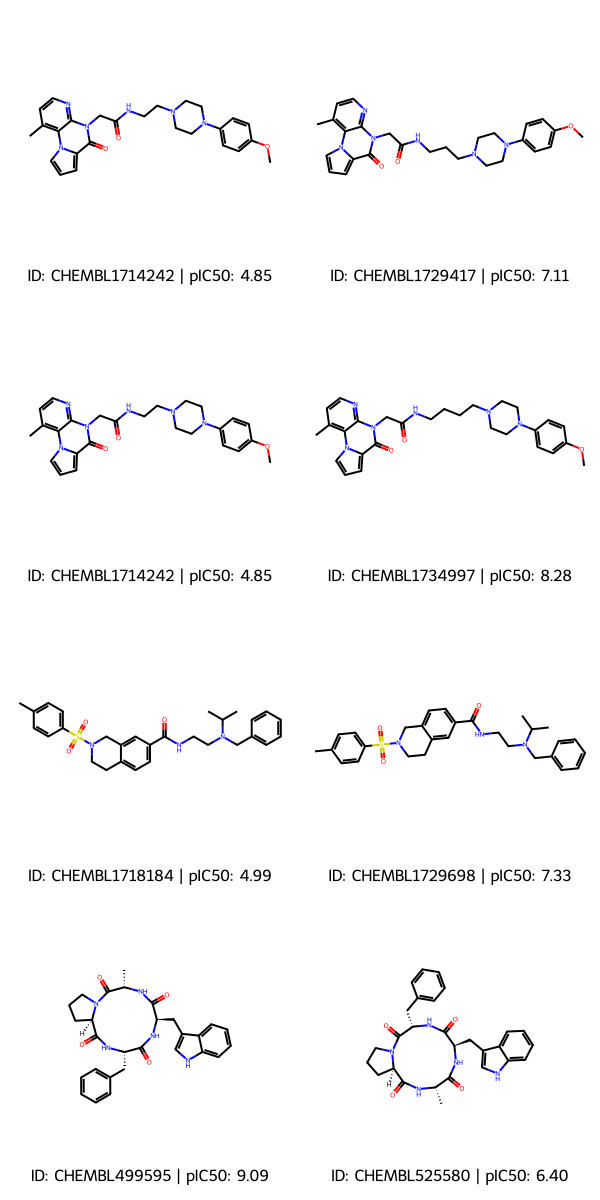 ID: CHEMBL1714242 | pIC50: 4.85
ID: CHEMBL1729417 | pIC50: 7.11
ID: CHEMBL1714242 | pIC50: 4.85
ID: CHEMBL1734997 | pIC50: 8.28
ID: CHEMBL1718184 | pIC50: 4.99
ID: CHEMBL1729698 | pIC50: 7.33
ID: CHEMBL499595 | pIC50: 9.09
ID: CHEMBL525580 | pIC50: 6.40